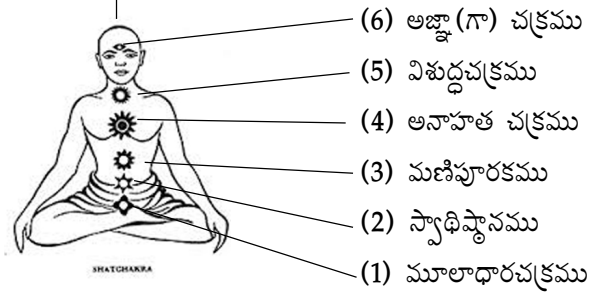 (6) అజ్ఞా (గా) చక్రము
(5) విశుద్ధచక్రము
(4) అనాహత చక్రము
(3) మణిపూరకము
(2) స్వాథిష్ఠానము
(1) మూలాధారచక్రము
SHATCHAKRA